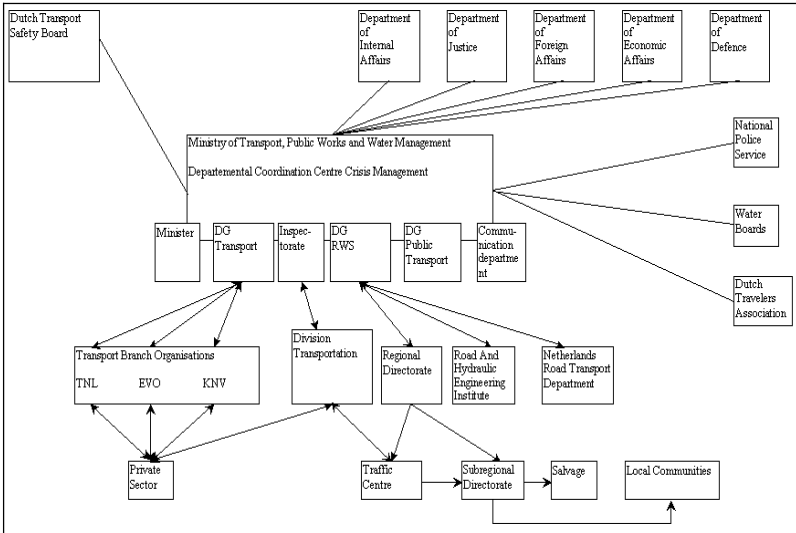 Dutch Transport
Safety Board
Department
of
Internal
Affairs
Department
of
Justice
Department
of
Foreign
Affairs
Department
of
Economic
Affairs
Department
of
Defence
Ministry of Transport, Public Works and Water Management
Departemental Coordination Centre Crisis Management
National
Police
Service
Water
Boards
Dutch
Travelers
Association
Minister
DG
Transport
Inspec-
torate
DG
RWS
DG
Public
Transport
Commu-
nication
departme
nt
Transport Branch Organisations
TNL EVO KNV
Division
Transportation
Regional
Directorate
Road And
Hydraulic
Engineering
Institute
Netherlands
Road Transport
Department
Private
Sector
Traffic
Centre
Subregional
Directorate
Salvage
Local Communities